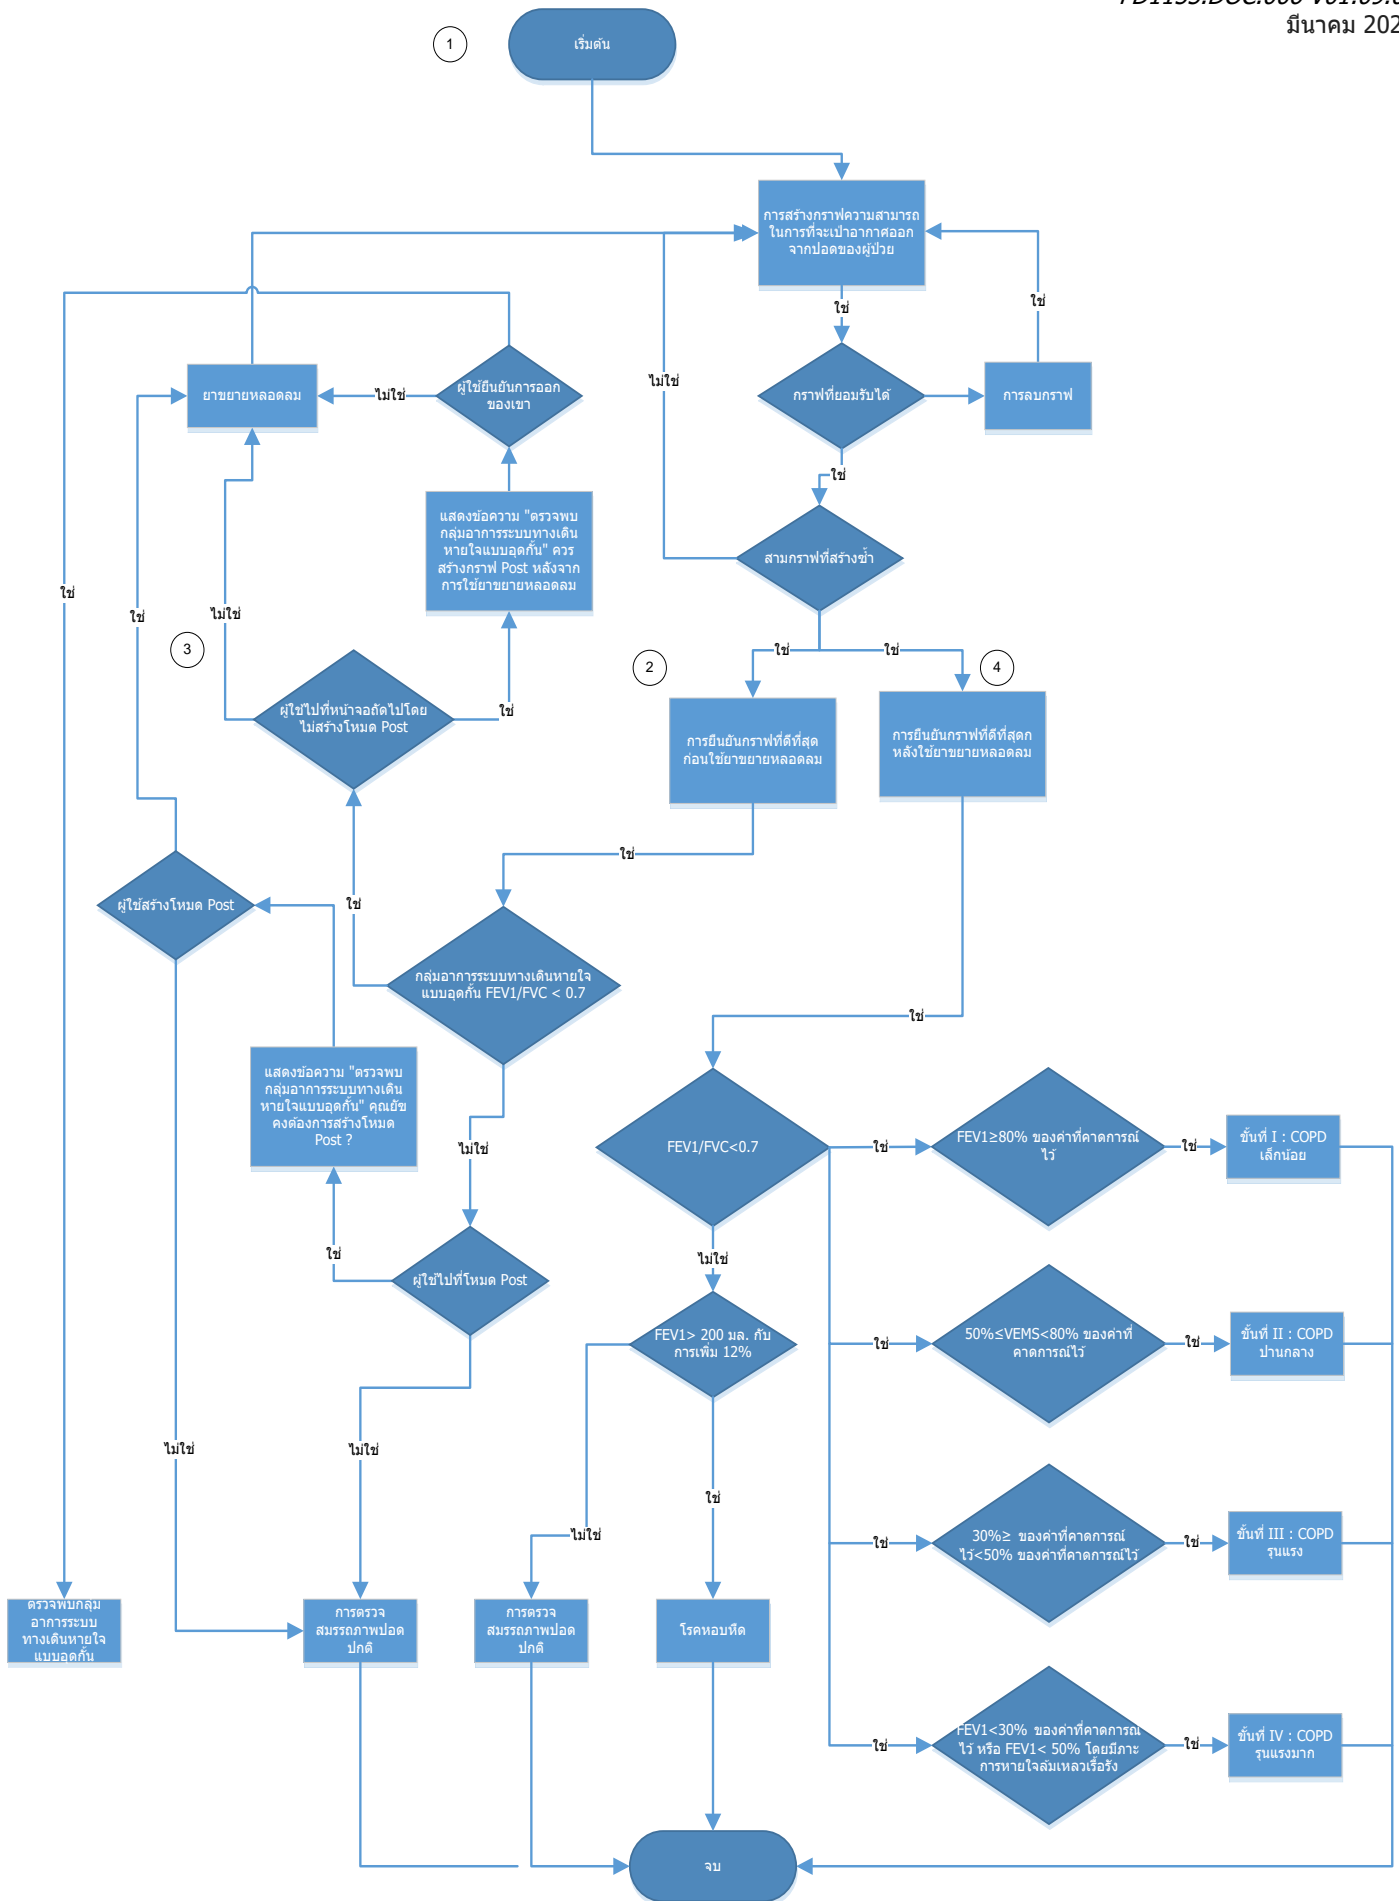 มีนาคม 202
1
เริ่มต้น
การสร้างกราฟความสามารถ
ในการที่จะเป่าอากาศออก
จากปอดของผู้ป่วย
ใช่
ใช่
ยาขยายหลอดลม
ไม่ใช่
ผู้ใช้ยืนยันการออก
ของเขา
ไม่ใช่
กราฟที่ยอมรับได้
การลบกราฟ
ใช่
แสดงข้อความ "ตรวจพบ
กลุ่มอาการระบบทางเดิน
หายใจแบบอุดกั้น" ควร
สร้างกราฟ Post หลังจาก
การใช้ยาขยายหลอดลม
สามกราฟที่สร้างซ้ำ
ใช่
ใช่
ไม่ใช่
3
ใช่
ใช่
2
4
ผู้ใช้ไปที่หน้าจอถัดไปโดย
ไม่สร้างโหมด Post
ใช่
การยืนยันกราฟที่ดีที่สุด
ก่อนใช้ยาขยายหลอดลม
การยืนยันกราฟที่ดีที่สุดก
หลังใช้ยาขยายหลอดลม
ใช่
ผู้ใช้สร้างโหมด Post
ใช่
กลุ่มอาการระบบทางเดินหายใจ
แบบอุดกั้น FEV1/FVC < 0.7
ใช่
แสดงข้อความ "ตรวจพบ
กลุ่มอาการระบบทางเดิน
หายใจแบบอุดกั้น" คุณยัข
คงต้องการสร้างโหมด
Post ?
ไม่ใช่
FEV1/FVC<0.7
ใช่
FEV1≥80% ของค่าที่คาดการณ์
ไว้
ใช่
ขั้นที่ I : COPD
เล็กน้อย
ใช่
ผู้ใช้ไปที่โหมด Post
ไม่ใช่
FEV1> 200 มล. กับ
การเพิ่ม 12%
ใช่
50%≤VEMS<80% ของค่าที่
คาดการณ์ไว้
ใช่
ขั้นที่ II : COPD
ปานกลาง
ไม่ใช่
ไม่ใช่
ใช่
ไม่ใช่
ใช่
30%≥ ของค่าที่คาดการณ์
ไว้<50% ของค่าที่คาดการณ์ไว้
ใช่
ขั้นที่ III : COPD
รุนแรง
ตรวจพบกลุ่ม
อาการระบบ
ทางเดินหายใจ
แบบอุดกั้น
การตรวจ
สมรรถภาพปอด
ปกติ
การตรวจ
สมรรถภาพปอด
ปกติ
โรคหอบหืด
ใช่
FEV1<30% ของค่าที่คาดการณ์
ไว้ หรือ FEV1< 50% โดยมีภาะ
การหายใจล้มเหลวเรื้อรัง
ใช่
ขั้นที่ IV : COPD
รุนแรงมาก
จบ